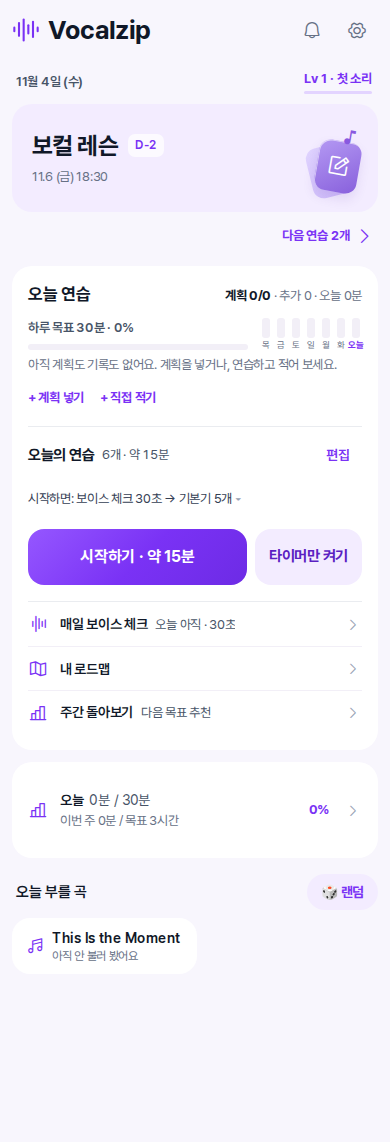 Vocalzip
11월 4일 (수)
Lv 1 · 첫 소리
보컬 레슨 D-2
11.6 (금) 18:30
다음 연습 2개
오늘 연습
계획 0/0 · 추가 0 · 오늘 0분
하루 목표 30분 · 0%
목 금 토 일 월 화 오늘
아직 계획도 기록도 없어요. 계획을 넣거나, 연습하고 적어 보세요.
+ 계획 넣기 + 직접 적기
오늘의 연습 6개 · 약 15분 편집
시작하면: 보이스 체크 30초 → 기본기 5개
시작하기 · 약 15분
타이머만 켜기
매일 보이스 체크 오늘 아직 · 30초
내 로드맵
주간 돌아보기 다음 목표 추천
오늘 0분 / 30분
이번 주 0분 / 목표 3시간
0%
오늘 부를 곡
랜덤
This Is the Moment
아직 안 불러 봤어요